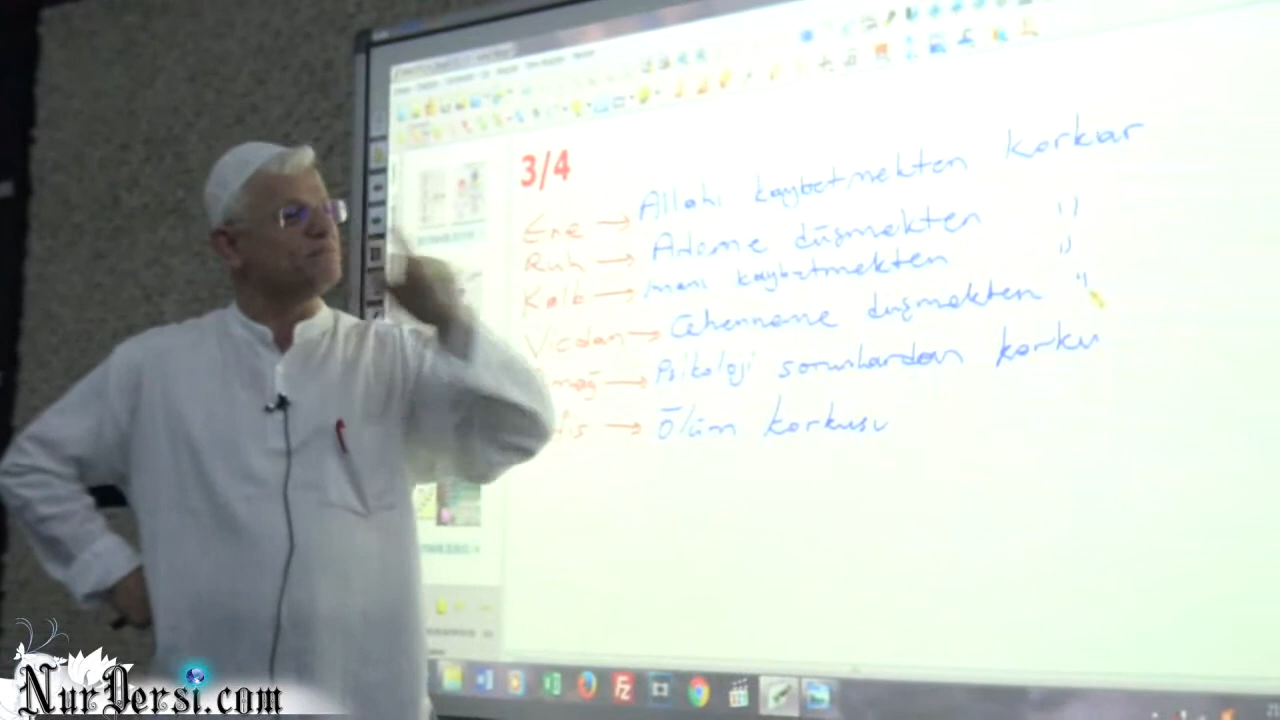 3/4
Ene → Allahı kaybetmekten korkar
Ruh → Ademe düşmekten "
Kalb → imanı kaybetmekten "
Vicdan → Cehenneme düşmekten "
→ Psikoloji sorunlardan korku
→ Ölüm korkusu
NurDersi.com